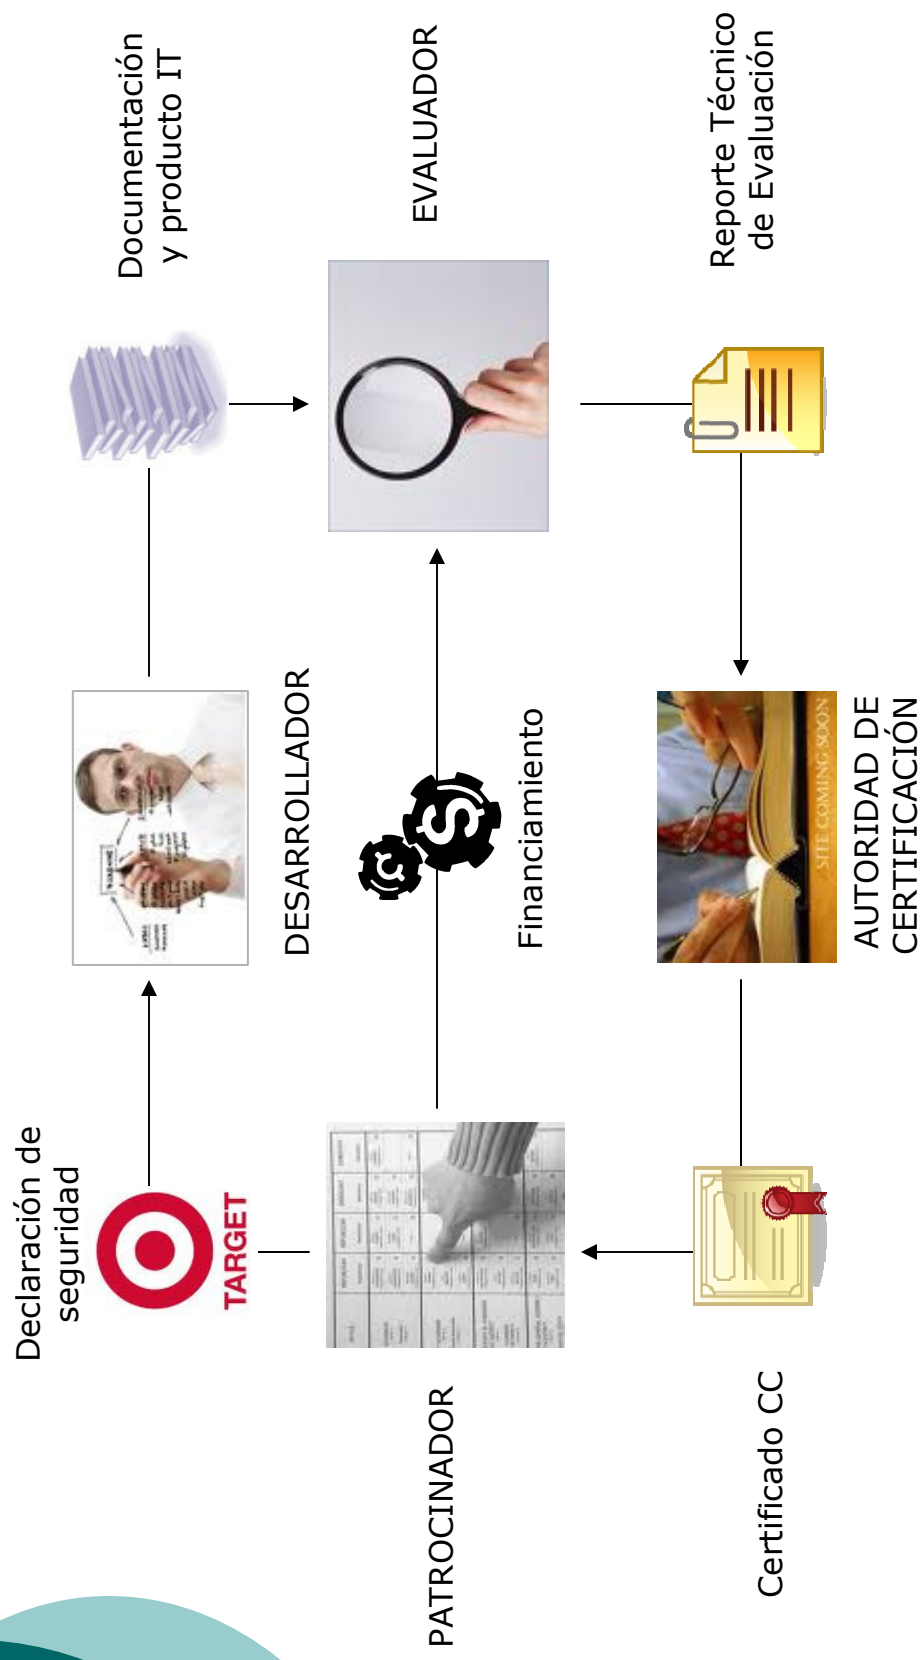 Declaración de
seguridad
TARGET
DESARROLLADOR
Documentación
y producto IT
PATROCINADOR
Financiamiento
EVALUADOR
Certificado CC
SITE COMING SOON
AUTORIDAD DE
CERTIFICACIÓN
Reporte Técnico
de Evaluación